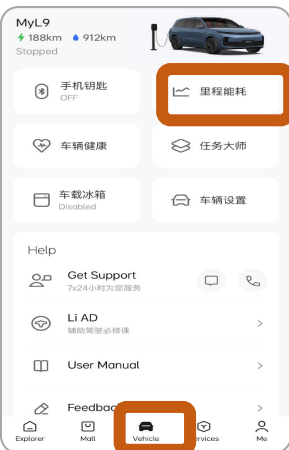 MyL9
188km 912km
Stopped
手机钥匙
OFF
里程能耗
车辆健康
任务大师
车载冰箱
Disabled
车辆设置
Help
Get Support
7x24小时为您服务
Li AD
辅助驾驶必修课
User Manual
Feedbac
Explorer Mall Vehicle ervices Me